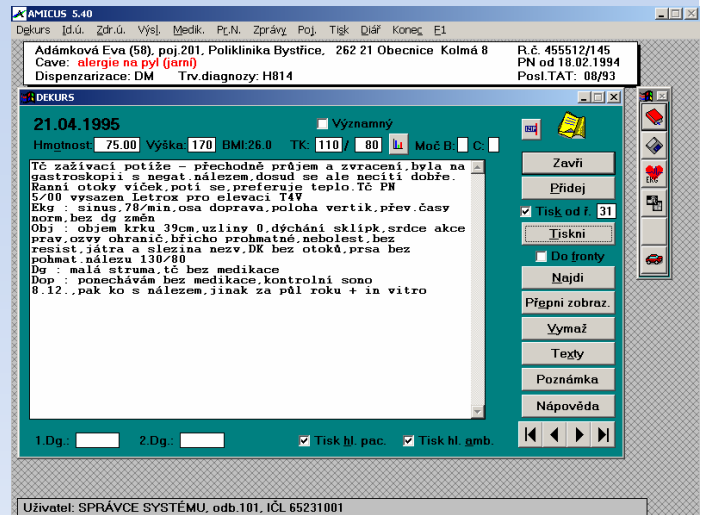 AMICUS 5.40
Dekurs Id.ú. Zdr.ú. Výsl. Medik. Pr.N. Zprávy Poj. Tisk Diář Konec F1
Adámková Eva (58), poj.201, Poliklinika Bystřice, 262 21 Obecnice Kolmá 8 R.č. 455512/145
Cave: alergie na pyl (jarní) PN od 18.02.1994
Dispenzarizace: DM Trv.diagnozy: H814 Posl.TAT: 08/93
DEKURS
21.04.1995 Významný
Hmotnost: 75.00 Výška: 170 BMI:26.0 TK: 110 / 80 Moč B: C:
Tč zažívací potíže – přechodně průjem a zvracení,byla na
gastroskopii s negat.nálezem,dosud se ale necítí dobře.
Ranní otoky víček,potí se,preferuje teplo.Tč PN
5/00 vysazen Letrox pro elevaci T4V
Ekg : sinus,78/min,osa doprava,poloha vertik,přev.časy
norm,bez dg změn
Obj : objem krku 39cm,uzliny 0,dýchání sklípk,srdce akce
prav,ozvy ohranič,břicho prohmatné,nebolest,bez
resist,játra a slezina nezv,DK bez otoků,prsa bez
pohmat.nálezu 130/80
Dg : malá struma,tč bez medikace
Dop : ponechávám bez medikace,kontrolní sono
8.12.,pak ko s nálezem,jinak za půl roku + in vitro
Zavři
Přidej
Tisk od ř. 31
Tiskni
Do fronty
Najdi
Přepni zobraz.
Vymaž
Texty
Poznámka
Nápověda
EKG
1.Dg.: 2.Dg.: Tisk hl. pac. Tisk hl. amb.
Uživatel: SPRÁVCE SYSTÉMU, odb.101, IČL 65231001